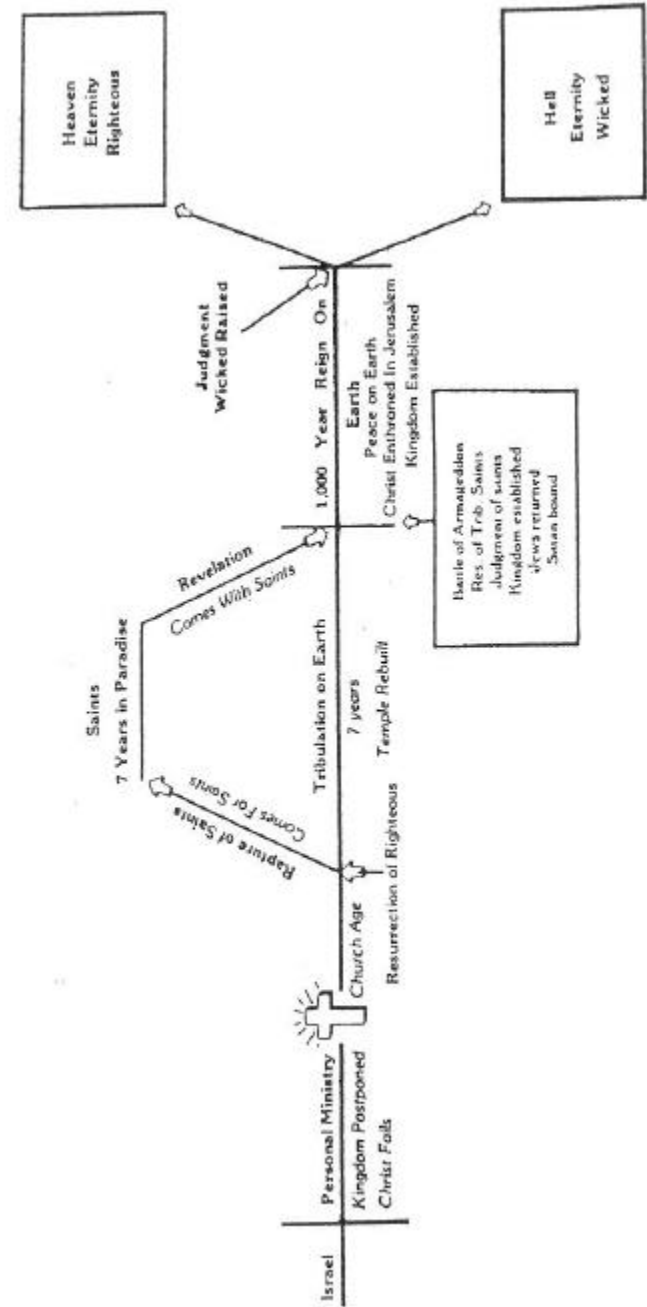 Israel
Personal Ministry
Kingdom Postponed
Christ Fails
Church Age
Resurrection of Righteous
Rapture of Saints
Comes For Saints
Saints
7 Years in Paradise
Revelation
Comes With Saints
Tribulation on Earth
7 years
Temple Rebuilt
1,000 Year Reign On
Earth
Peace on Earth
Christ Enthroned In Jerusalem
Kingdom Established
Battle of Armageddon
Res. of Trib. Saints
Judgment of saints
Kingdom established
Jews returned
Satan bound
Judgment
Wicked Raised
Heaven
Eternity
Righteous
Hell
Eternity
Wicked